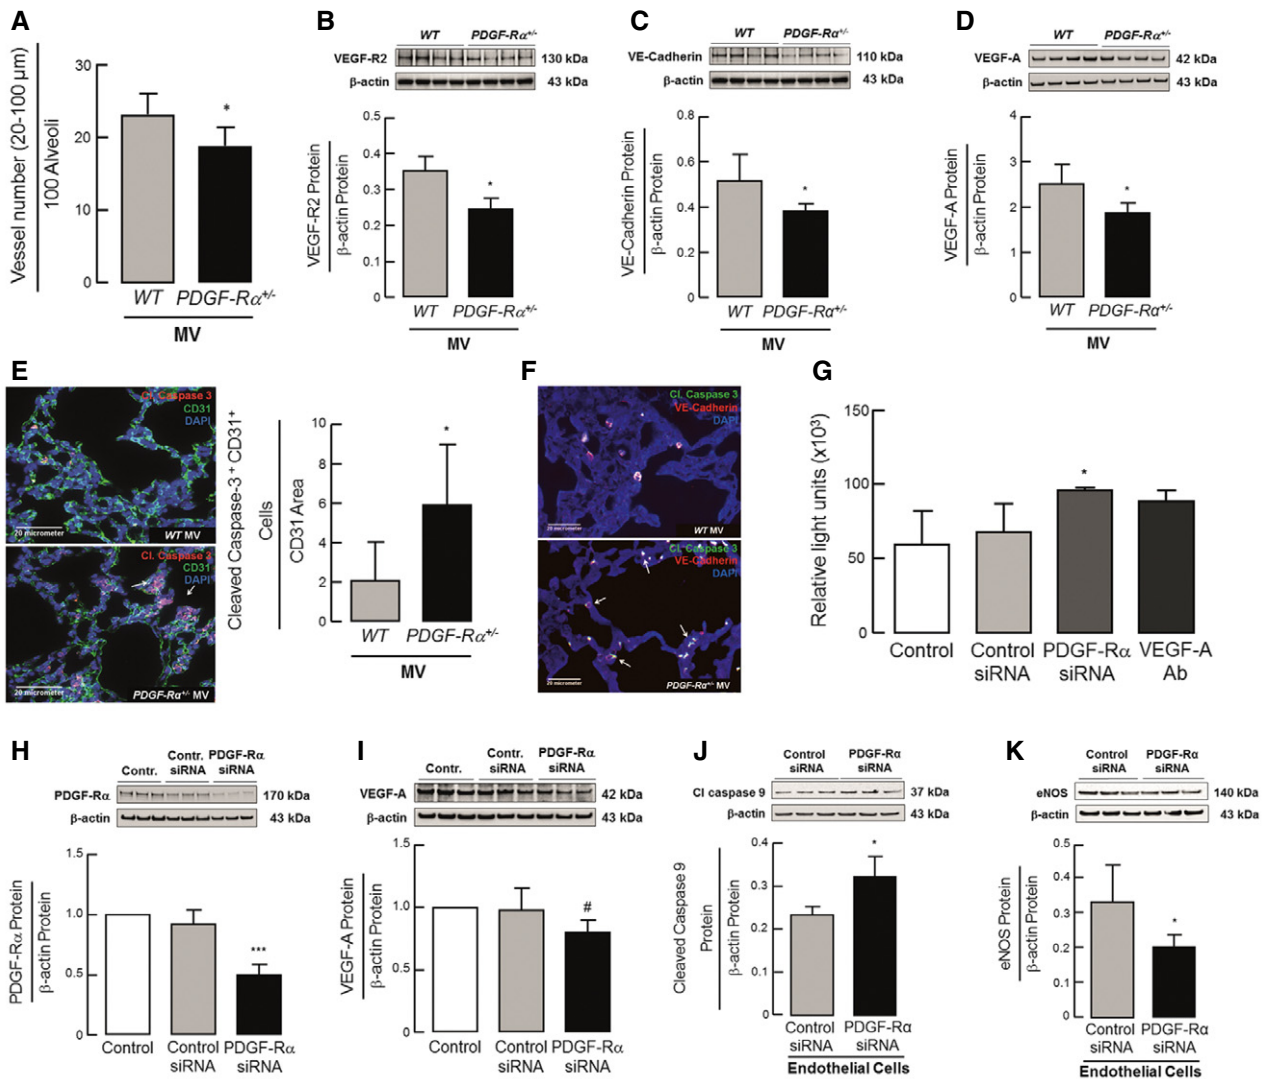 A
Vessel number (20-100 µm)
100 Alveoli
30
20
10
0
*
WT PDGF-Rα+/-
MV
B
WT PDGF-Rα+/-
VEGF-R2 130 kDa
β-actin 43 kDa
VEGF-R2 Protein
β-actin Protein
0.5
0.4
0.3
0.2
0.1
0
*
WT PDGF-Rα+/-
MV
C
WT PDGF-Rα+/-
VE-Cadherin 110 kDa
β-actin 43 kDa
VE-Cadherin Protein
β-actin Protein
0.8
0.6
0.4
0.2
0
*
WT PDGF-Rα+/-
MV
D
WT PDGF-Rα+/-
VEGF-A 42 kDa
β-actin 43 kDa
VEGF-A Protein
β-actin Protein
4
3
2
1
0
*
WT PDGF-Rα+/-
MV
E
Cl. Caspase 3
CD31
DAPI
20 micrometer
WT MV
Cl. Caspase 3
CD31
DAPI
20 micrometer
PDGF-Rα+/- MV
Cleaved Caspase-3+ CD31+
Cells
CD31 Area
10
8
6
4
2
0
*
WT PDGF-Rα+/-
MV
F
Cl. Caspase 3
VE-Cadherin
DAPI
20 micrometer
WT MV
Cl. Caspase 3
VE-Cadherin
DAPI
20 micrometer
PDGF-Rα+/- MV
G
Relative light units (x10³)
150
100
50
0
*
Control
Control
siRNA
PDGF-Rα
siRNA
VEGF-A
Ab
H
Contr.
Contr.
siRNA
PDGF-Rα
siRNA
PDGF-Rα 170 kDa
β-actin 43 kDa
PDGF-Rα Protein
β-actin Protein
1.5
1.0
0.5
0
***
Control
Control
siRNA
PDGF-Rα
siRNA
I
Contr.
Contr.
siRNA
PDGF-Rα
siRNA
VEGF-A 42 kDa
β-actin 43 kDa
VEGF-A Protein
β-actin Protein
1.5
1.0
0.5
0
#
Control
Control
siRNA
PDGF-Rα
siRNA
J
Control
siRNA
PDGF-Rα
siRNA
Cl caspase 9 37 kDa
β-actin 43 kDa
Cleaved Caspase 9
Protein
β-actin Protein
0.4
0.3
0.2
0.1
0
*
Control
siRNA
PDGF-Rα
siRNA
Endothelial Cells
K
Control
siRNA
PDGF-Rα
siRNA
eNOS 140 kDa
β-actin 43 kDa
eNOS Protein
β-actin Protein
0.5
0.4
0.3
0.2
0.1
0
*
Control
siRNA
PDGF-Rα
siRNA
Endothelial Cells